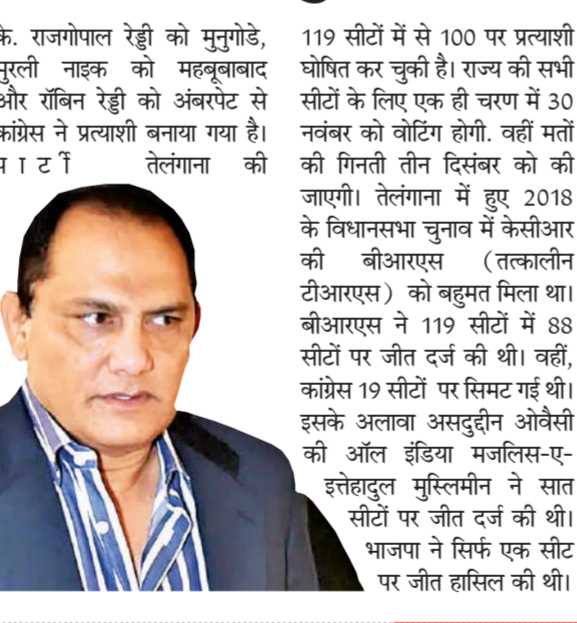 के. राजगोपाल रेड्डी को मुनुगोडे,
मुरली नाइक को महबूबाबाद
और रॉबिन रेड्डी को अंबरपेट से
कांग्रेस ने प्रत्याशी बनाया गया है।
तेलंगाना की
119 सीटों में से 100 पर प्रत्याशी
घोषित कर चुकी है। राज्य की सभी
सीटों के लिए एक ही चरण में 30
नवंबर को वोटिंग होगी. वहीं मतों
की गिनती तीन दिसंबर को की
जाएगी। तेलंगाना में हुए 2018
के विधानसभा चुनाव में केसीआर
की बीआरएस (तत्कालीन
टीआरएस) को बहुमत मिला था।
बीआरएस ने 119 सीटों में 88
सीटों पर जीत दर्ज की थी। वहीं,
कांग्रेस 19 सीटों पर सिमट गई थी।
इसके अलावा असदुद्दीन ओवैसी
की ऑल इंडिया मजलिस-ए-
इत्तेहादुल मुस्लिमीन ने सात
सीटों पर जीत दर्ज की थी।
भाजपा ने सिर्फ एक सीट
पर जीत हासिल की थी।